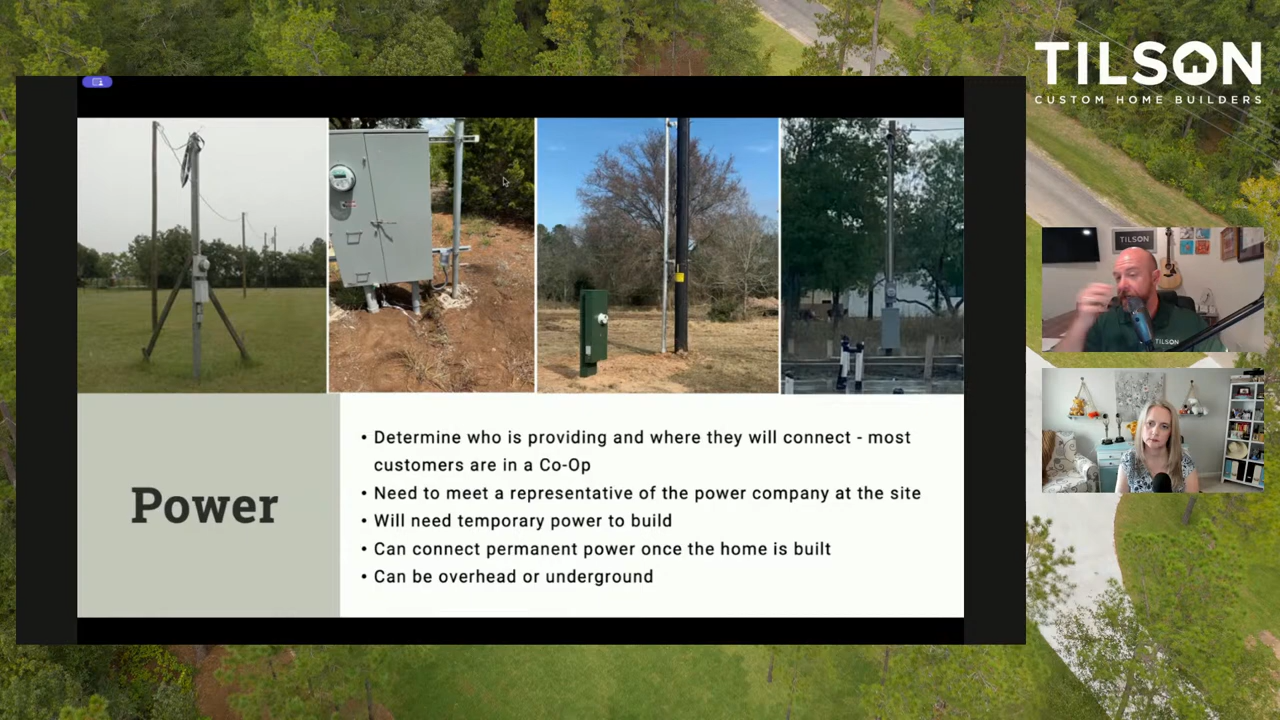 TILSON
CUSTOM HOME BUILDERS
TILSON
TILSON
Power
• Determine who is providing and where they will connect - most
customers are in a Co-Op
• Need to meet a representative of the power company at the site
• Will need temporary power to build
• Can connect permanent power once the home is built
• Can be overhead or underground